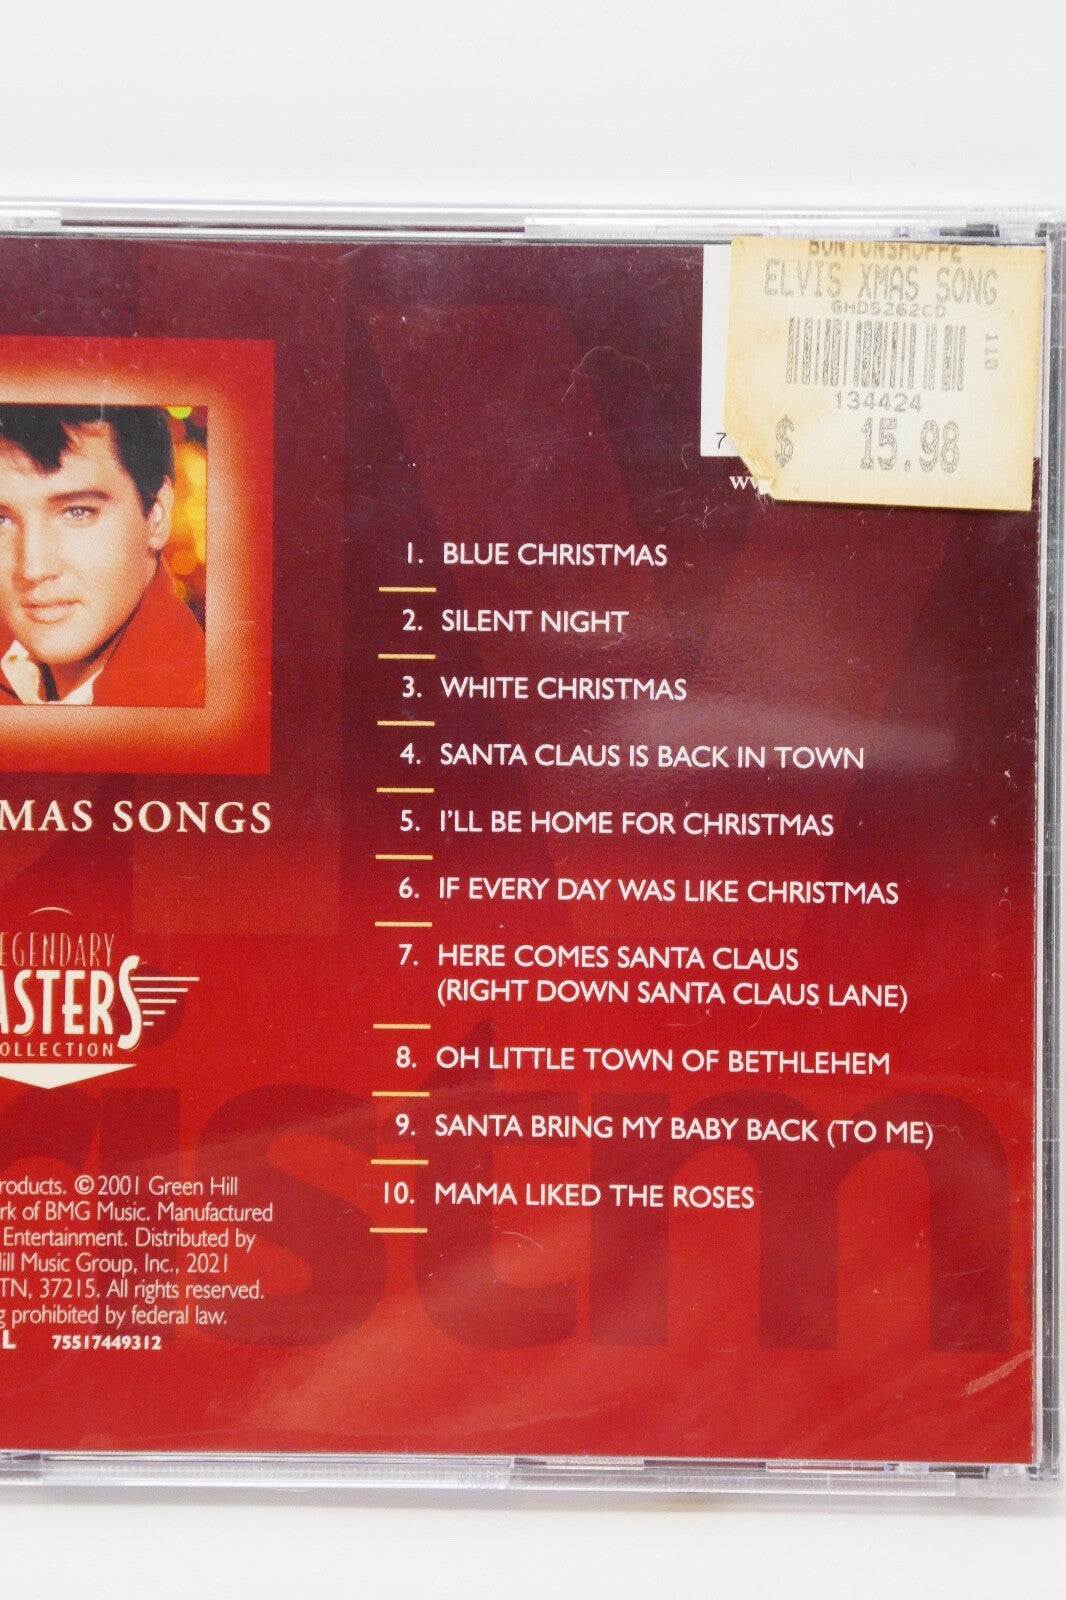 BONTONSHOPPE
ELVIS XMAS SONG
GHD5262CD
110
134424
$ 15.98
7
1. BLUE CHRISTMAS
2. SILENT NIGHT
3. WHITE CHRISTMAS
4. SANTA CLAUS IS BACK IN TOWN
5. I'LL BE HOME FOR CHRISTMAS
6. IF EVERY DAY WAS LIKE CHRISTMAS
7. HERE COMES SANTA CLAUS
(RIGHT DOWN SANTA CLAUS LANE)
8. OH LITTLE TOWN OF BETHLEHEM
9. SANTA BRING MY BABY BACK (TO ME)
10. MAMA LIKED THE ROSES
MAS SONGS
EGENDARY
ASTERS
OLLECTION
ristm
roducts. ©2001 Green Hill
rk of BMG Music. Manufactured
Entertainment. Distributed by
ill Music Group, Inc., 2021
TN, 37215. All rights reserved.
g prohibited by federal law.
L 75517449312